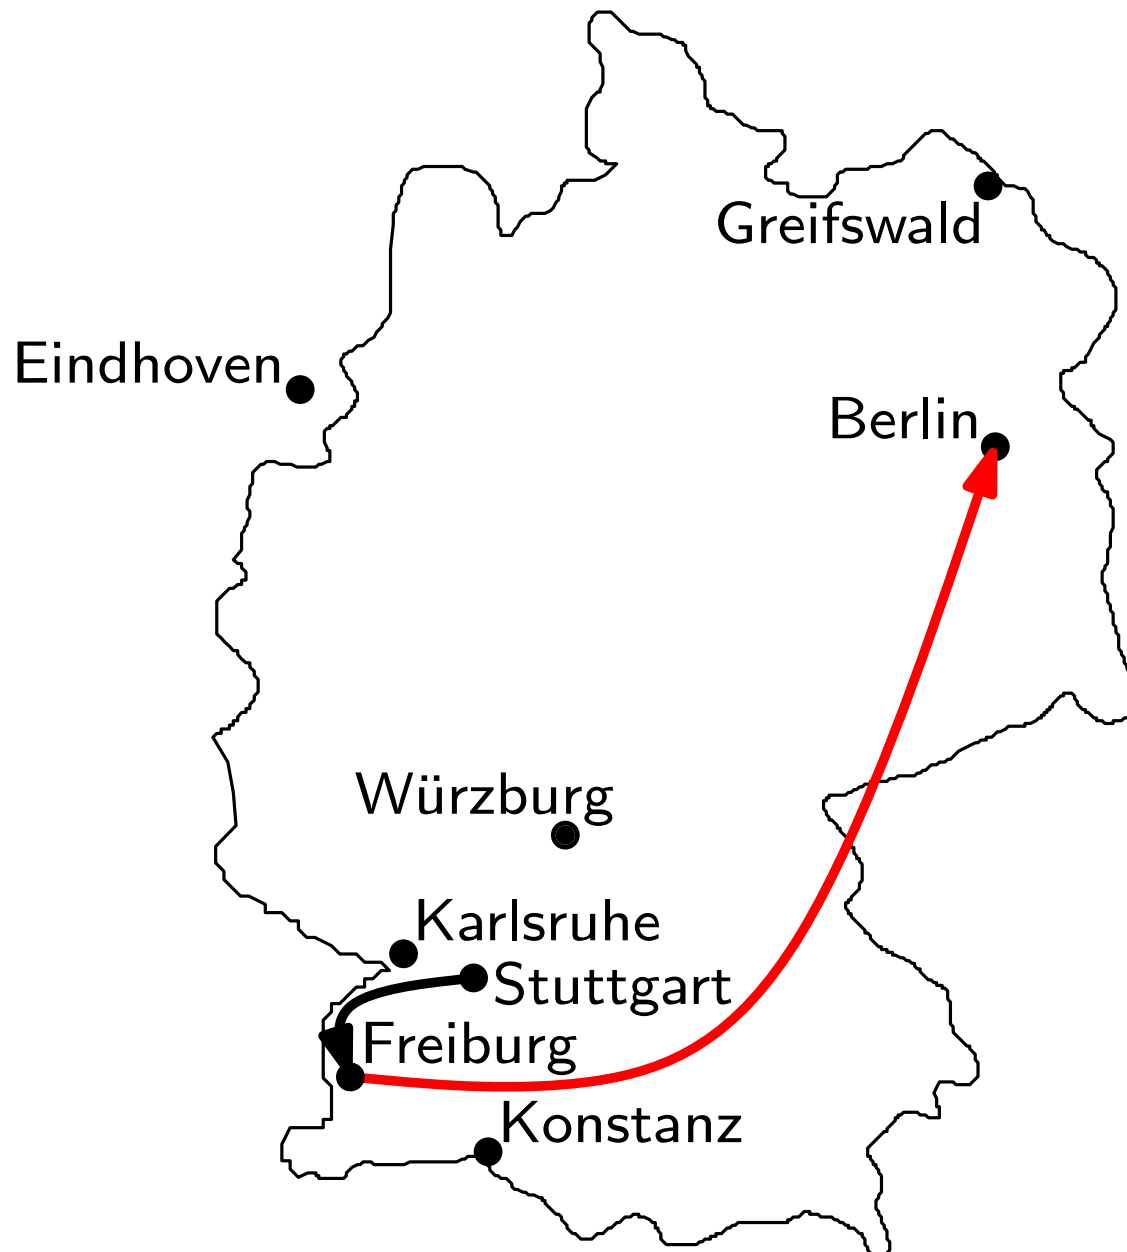 Greifswald
Eindhoven
Berlin
Würzburg
Karlsruhe
Stuttgart
Freiburg
Konstanz